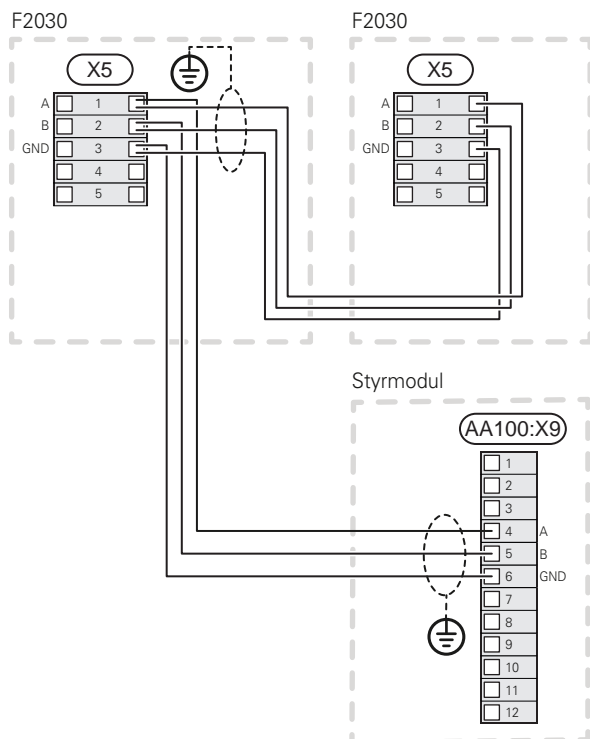 F2030
F2030
X5
A 1
B 2
GND 3
4
5
X5
A 1
B 2
GND 3
4
5
Styrmodul
AA100:X9
1
2
3
4 A
5 B
6 GND
7
8
9
10
11
12